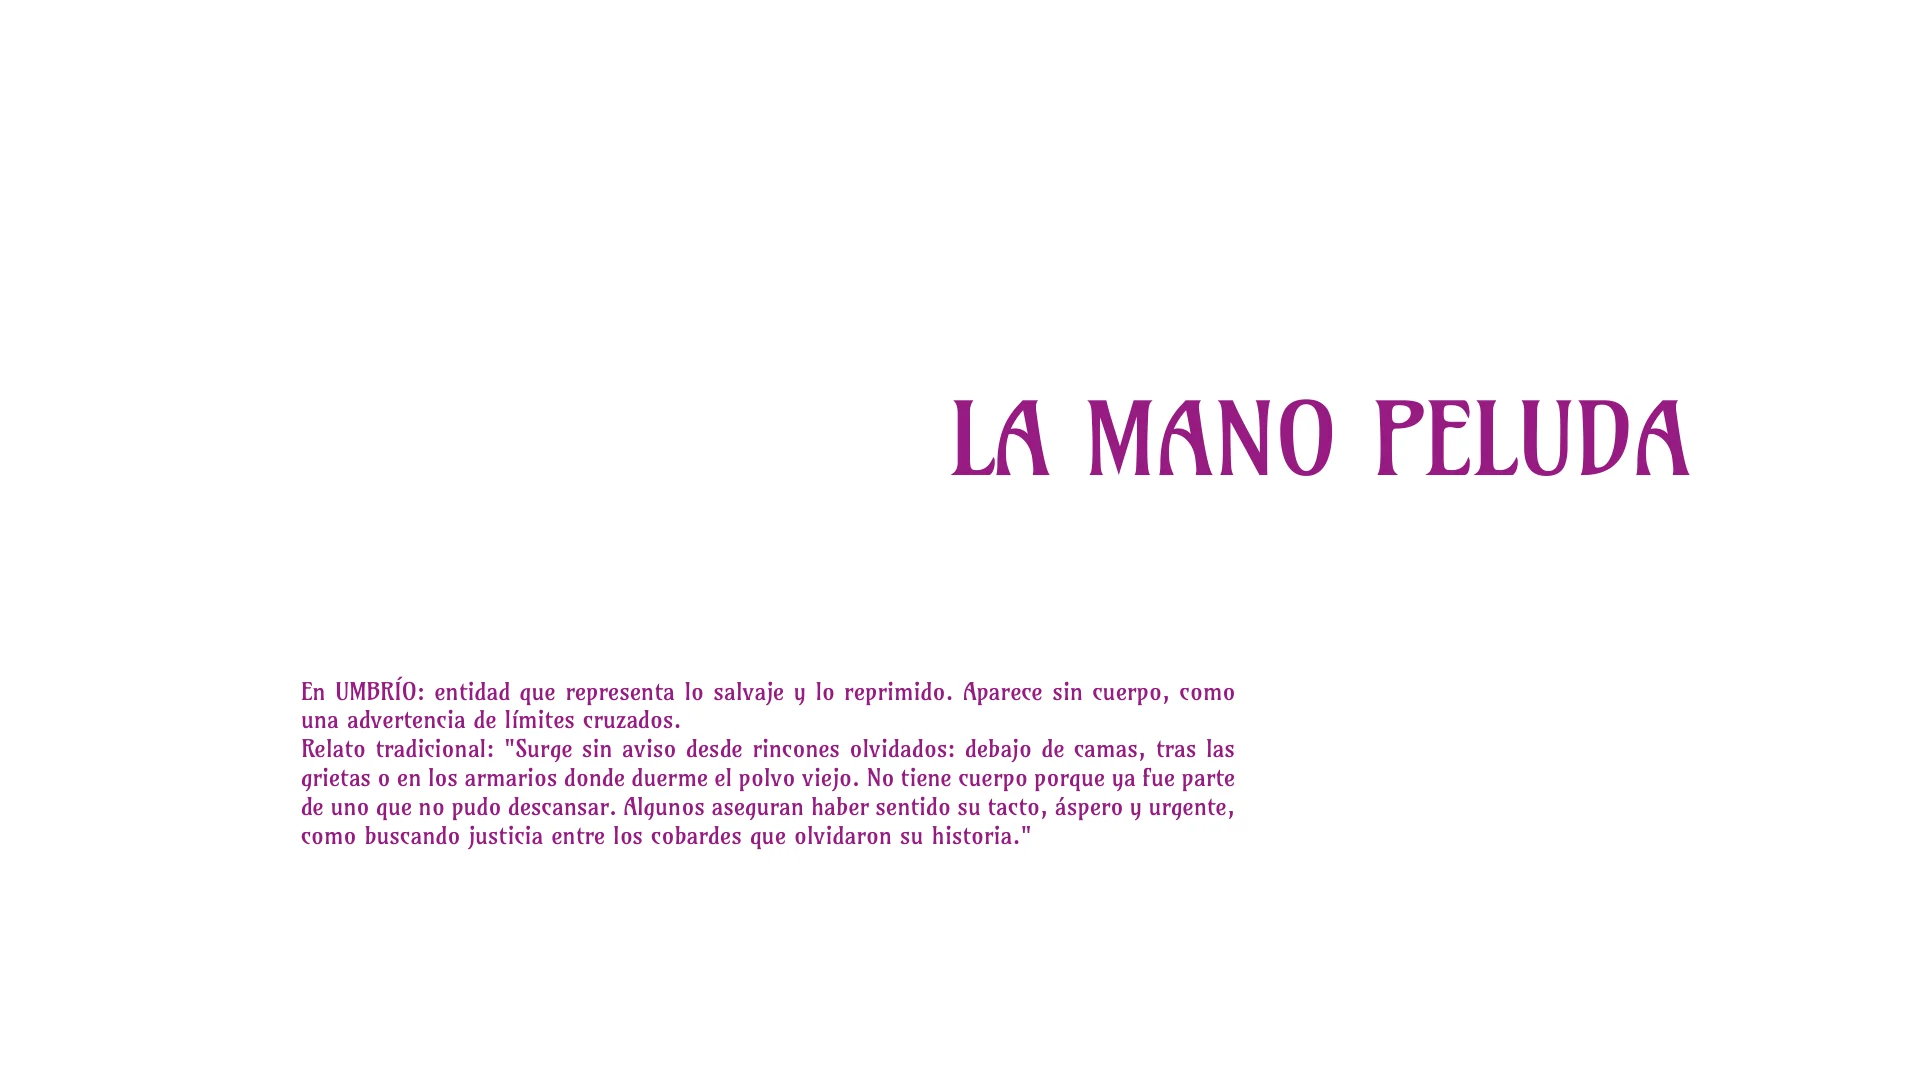 LA MANO PELUDA
En UMBRÍO: entidad que representa lo salvaje y lo reprimido. Aparece sin cuerpo, como
una advertencia de límites cruzados.
Relato tradicional: "Surge sin aviso desde rincones olvidados: debajo de camas, tras las
grietas o en los armarios donde duerme el polvo viejo. No tiene cuerpo porque ya fue parte
de uno que no pudo descansar. Algunos aseguran haber sentido su tacto, áspero y urgente,
como buscando justicia entre los cobardes que olvidaron su historia."